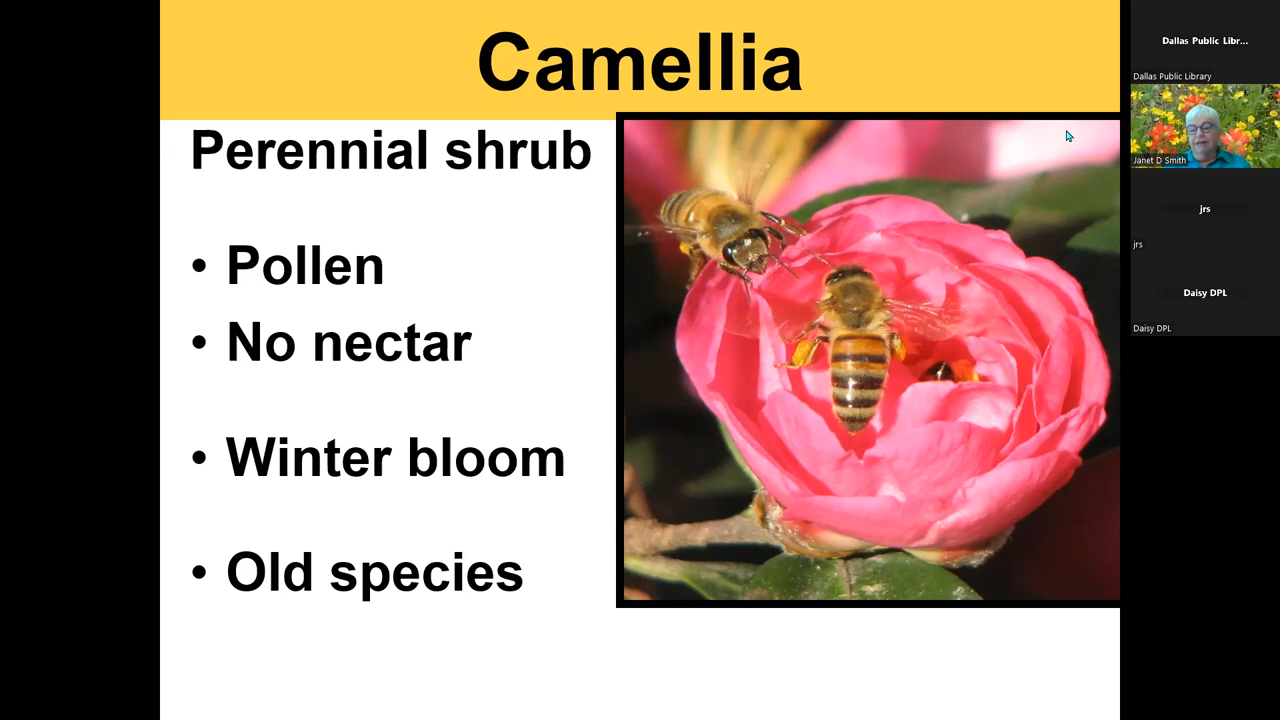 Camellia
Perennial shrub
• Pollen
• No nectar
• Winter bloom
• Old species
Dallas Public Libr...
Dallas Public Library
Janet D Smith
jrs
jrs
Daisy DPL
Daisy DPL